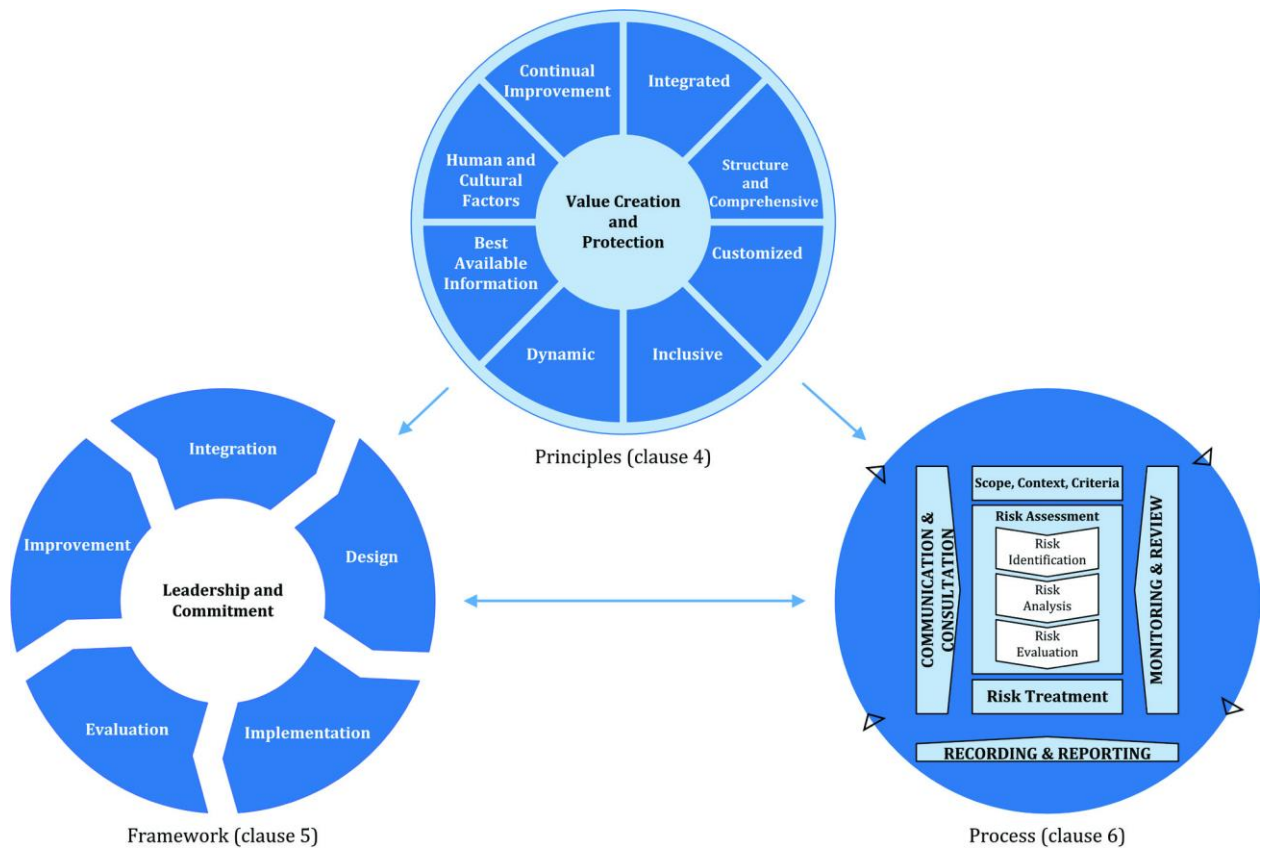 Continual
Improvement
Integrated
Structure
and
Comprehensive
Customized
Inclusive
Dynamic
Best
Available
Information
Human and
Cultural
Factors
Value Creation
and
Protection
Principles (clause 4)
Integration
Design
Implementation
Evaluation
Improvement
Leadership and
Commitment
Framework (clause 5)
Scope, Context, Criteria
Risk Assessment
Risk
Identification
Risk
Analysis
Risk
Evaluation
Risk Treatment
COMMUNICATION &
CONSULTATION
MONITORING & REVIEW
RECORDING & REPORTING
Process (clause 6)